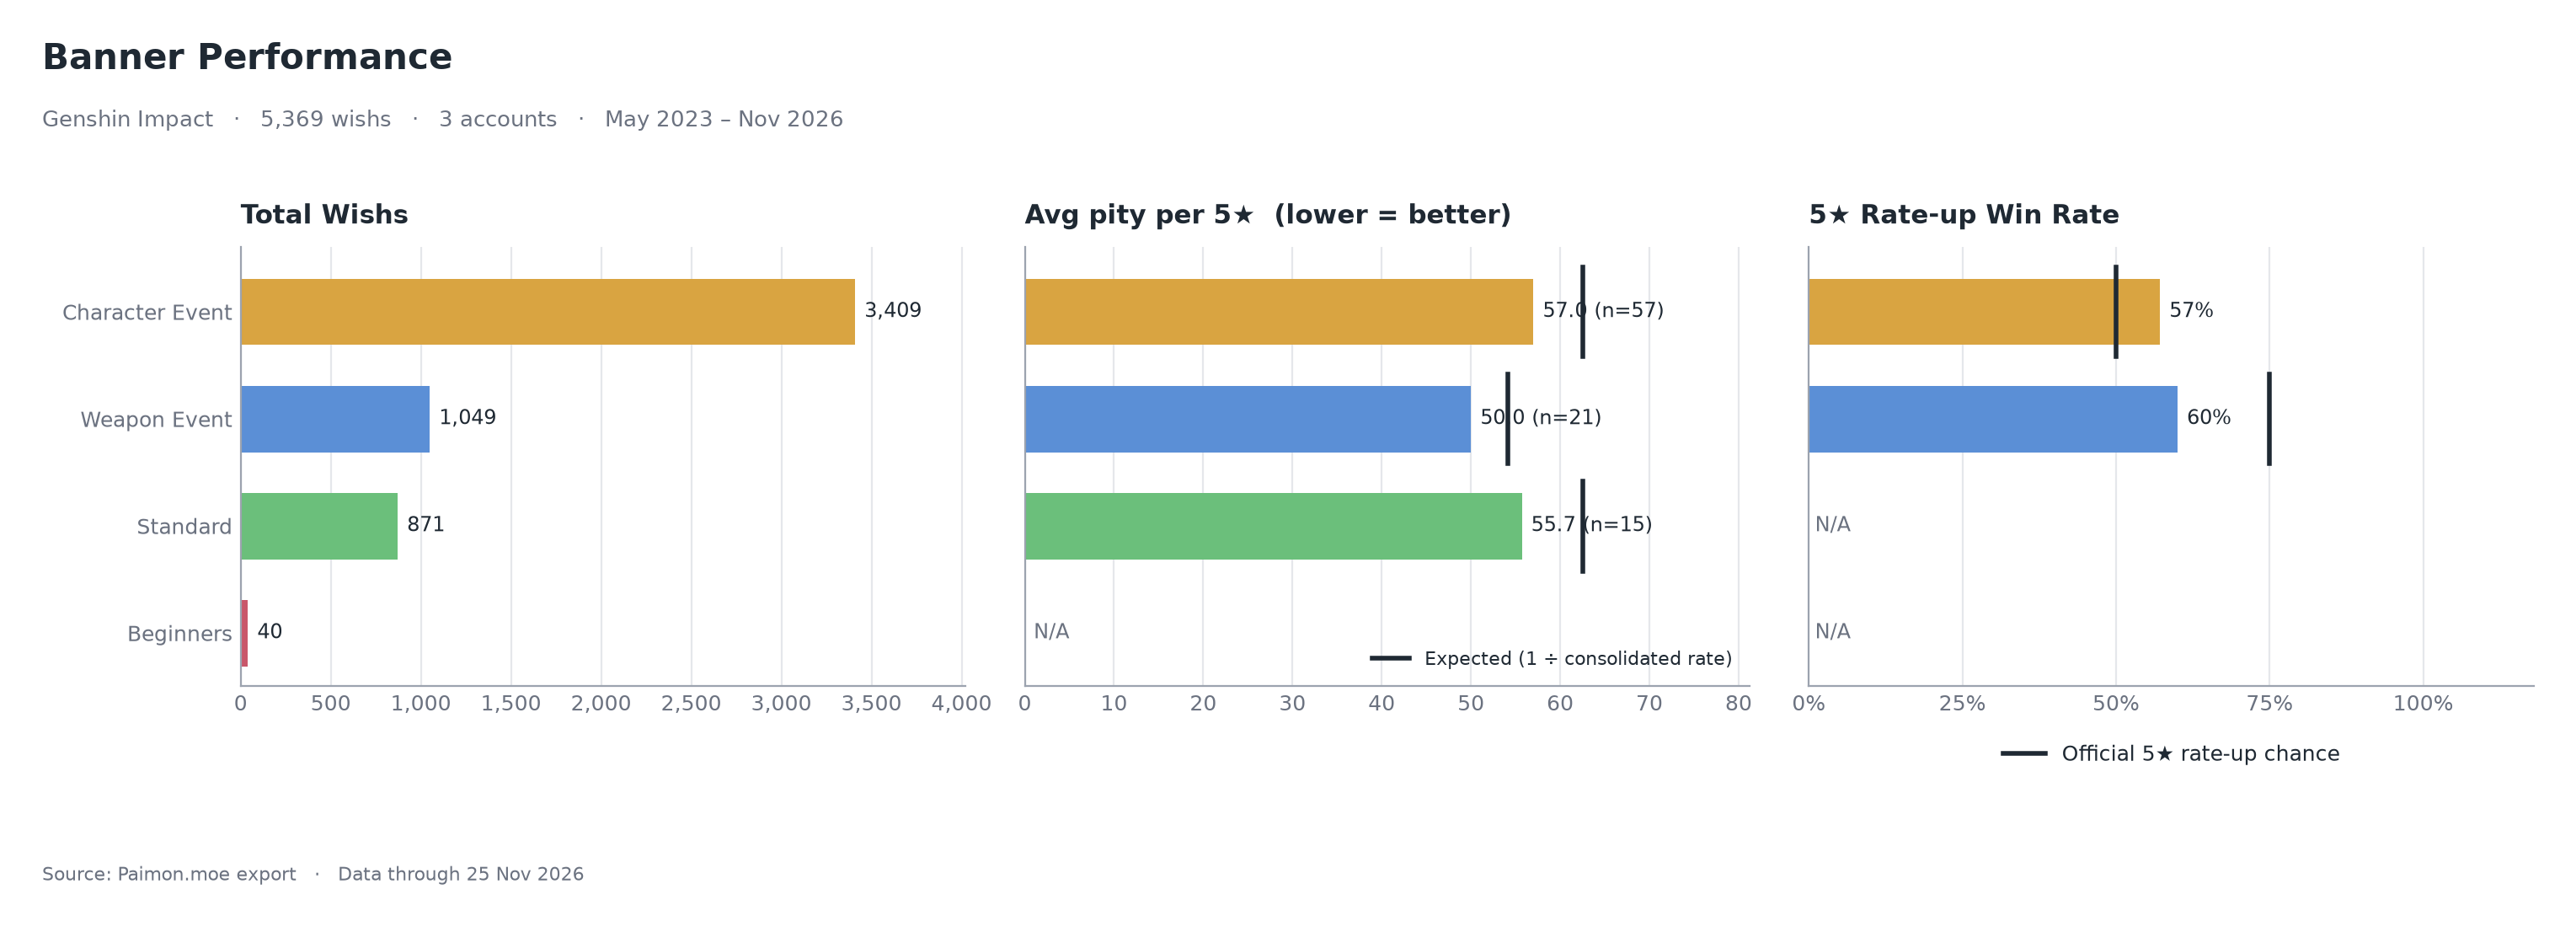 Banner Performance
Genshin Impact · 5,369 wishs · 3 accounts · May 2023 – Nov 2026
Total Wishs
Character Event
3,409
Weapon Event
1,049
Standard
871
Beginners
40
0 500 1,000 1,500 2,000 2,500 3,000 3,500 4,000
Avg pity per 5★ (lower = better)
57.0 (n=57)
50.0 (n=21)
55.7 (n=15)
N/A
Expected (1 ÷ consolidated rate)
0 10 20 30 40 50 60 70 80
5★ Rate-up Win Rate
57%
60%
N/A
N/A
0% 25% 50% 75% 100%
Official 5★ rate-up chance
Source: Paimon.moe export · Data through 25 Nov 2026